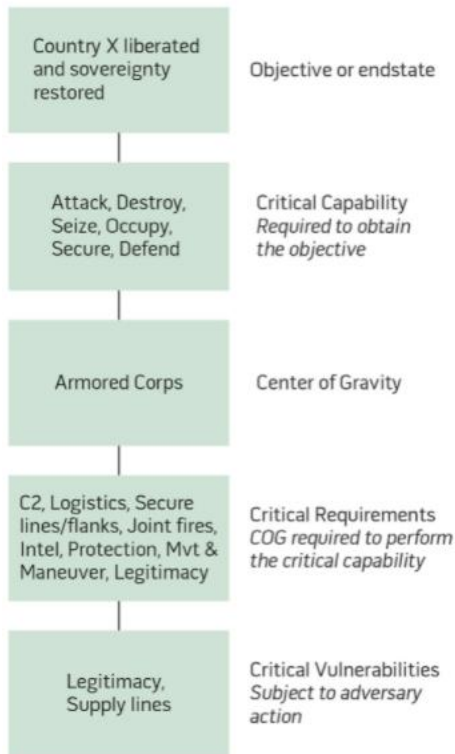 Country X liberated
and sovereignty
restored
Objective or endstate
Attack, Destroy,
Seize, Occupy,
Secure, Defend
Critical Capability
Required to obtain
the objective
Armored Corps
Center of Gravity
C2, Logistics, Secure
lines/flanks, Joint fires,
Intel, Protection, Mvt &
Maneuver, Legitimacy
Critical Requirements
COG required to perform
the critical capability
Legitimacy,
Supply lines
Critical Vulnerabilities
Subject to adversary
action